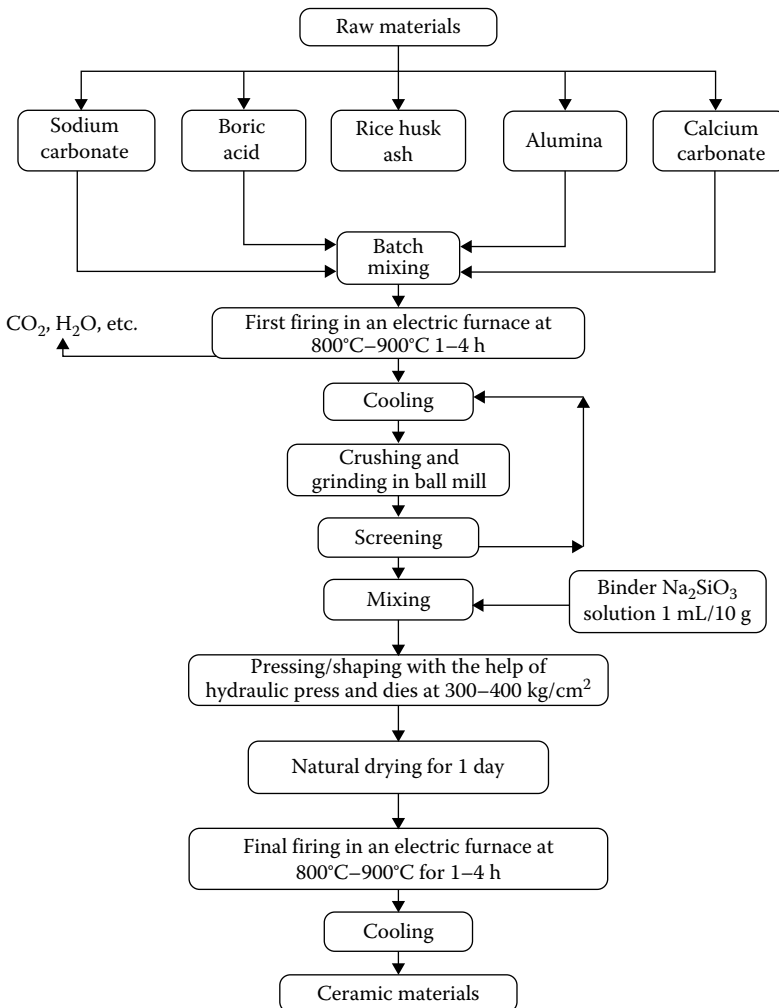 Raw materials
Sodium
carbonate
Boric
acid
Rice husk
ash
Alumina
Calcium
carbonate
Batch
mixing
CO₂, H₂O, etc.
First firing in an electric furnace at
800°C–900°C 1–4 h
Cooling
Crushing and
grinding in ball mill
Screening
Mixing
Binder Na₂SiO₃
solution 1 mL/10 g
Pressing/shaping with the help of
hydraulic press and dies at 300–400 kg/cm²
Natural drying for 1 day
Final firing in an electric furnace at
800°C–900°C for 1–4 h
Cooling
Ceramic materials